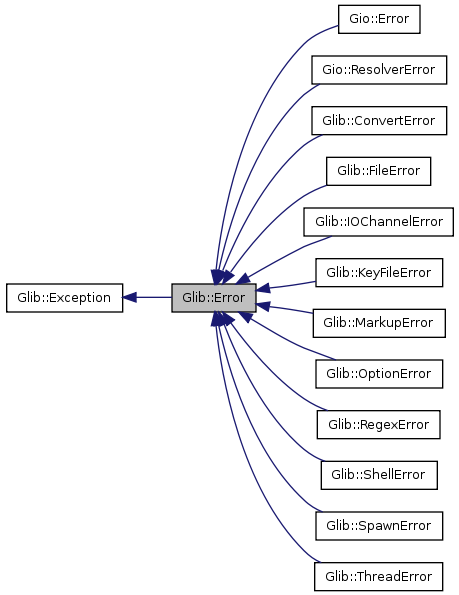 Gio::Error
Gio::ResolverError
Glib::ConvertError
Glib::FileError
Glib::IOChannelError
Glib::KeyFileError
Glib::Exception
Glib::Error
Glib::MarkupError
Glib::OptionError
Glib::RegexError
Glib::ShellError
Glib::SpawnError
Glib::ThreadError